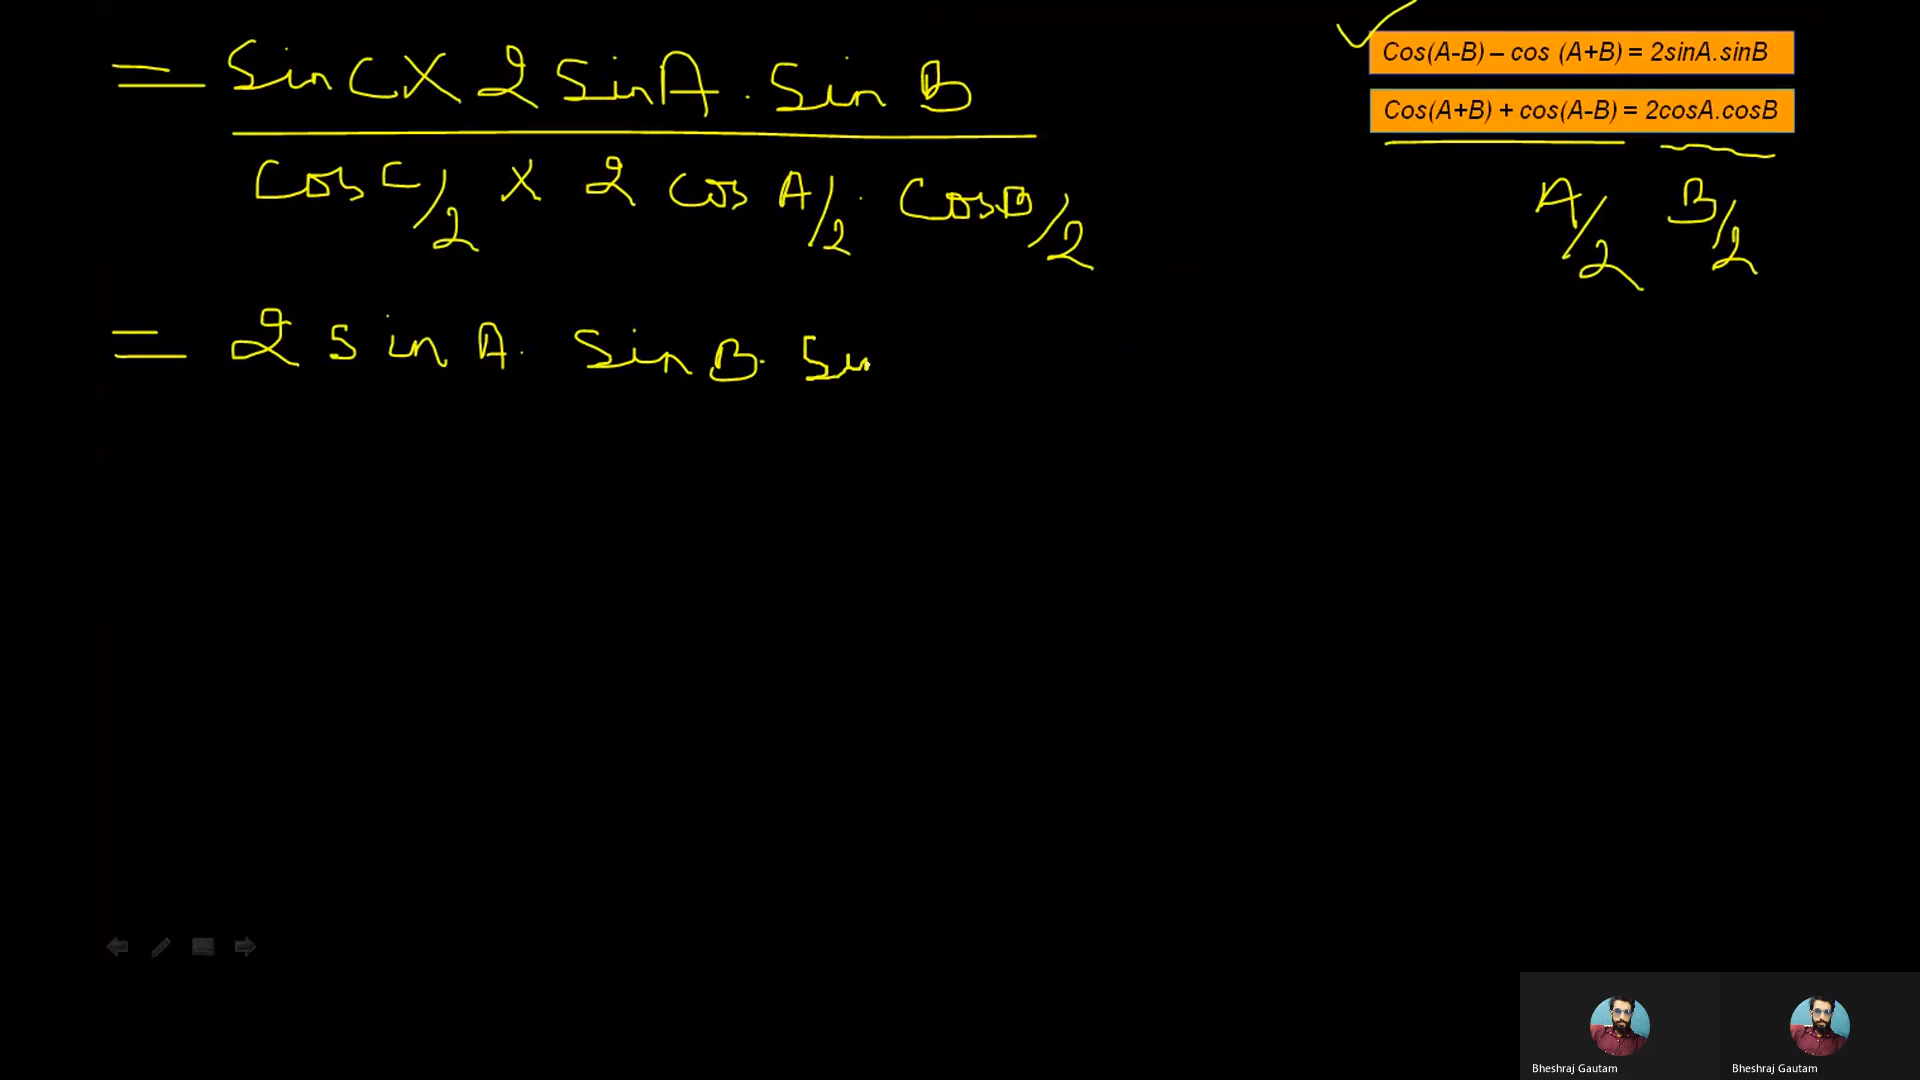 = Sin C X 2 Sin A . Sin B
Cos C/2 X 2 Cos A/2 . Cos B/2
= 2 Sin A . Sin B . Sin
Cos(A-B) – cos (A+B) = 2sinA.sinB
Cos(A+B) + cos(A-B) = 2cosA.cosB
A/2 B/2
Bheshraj Gautam
Bheshraj Gautam